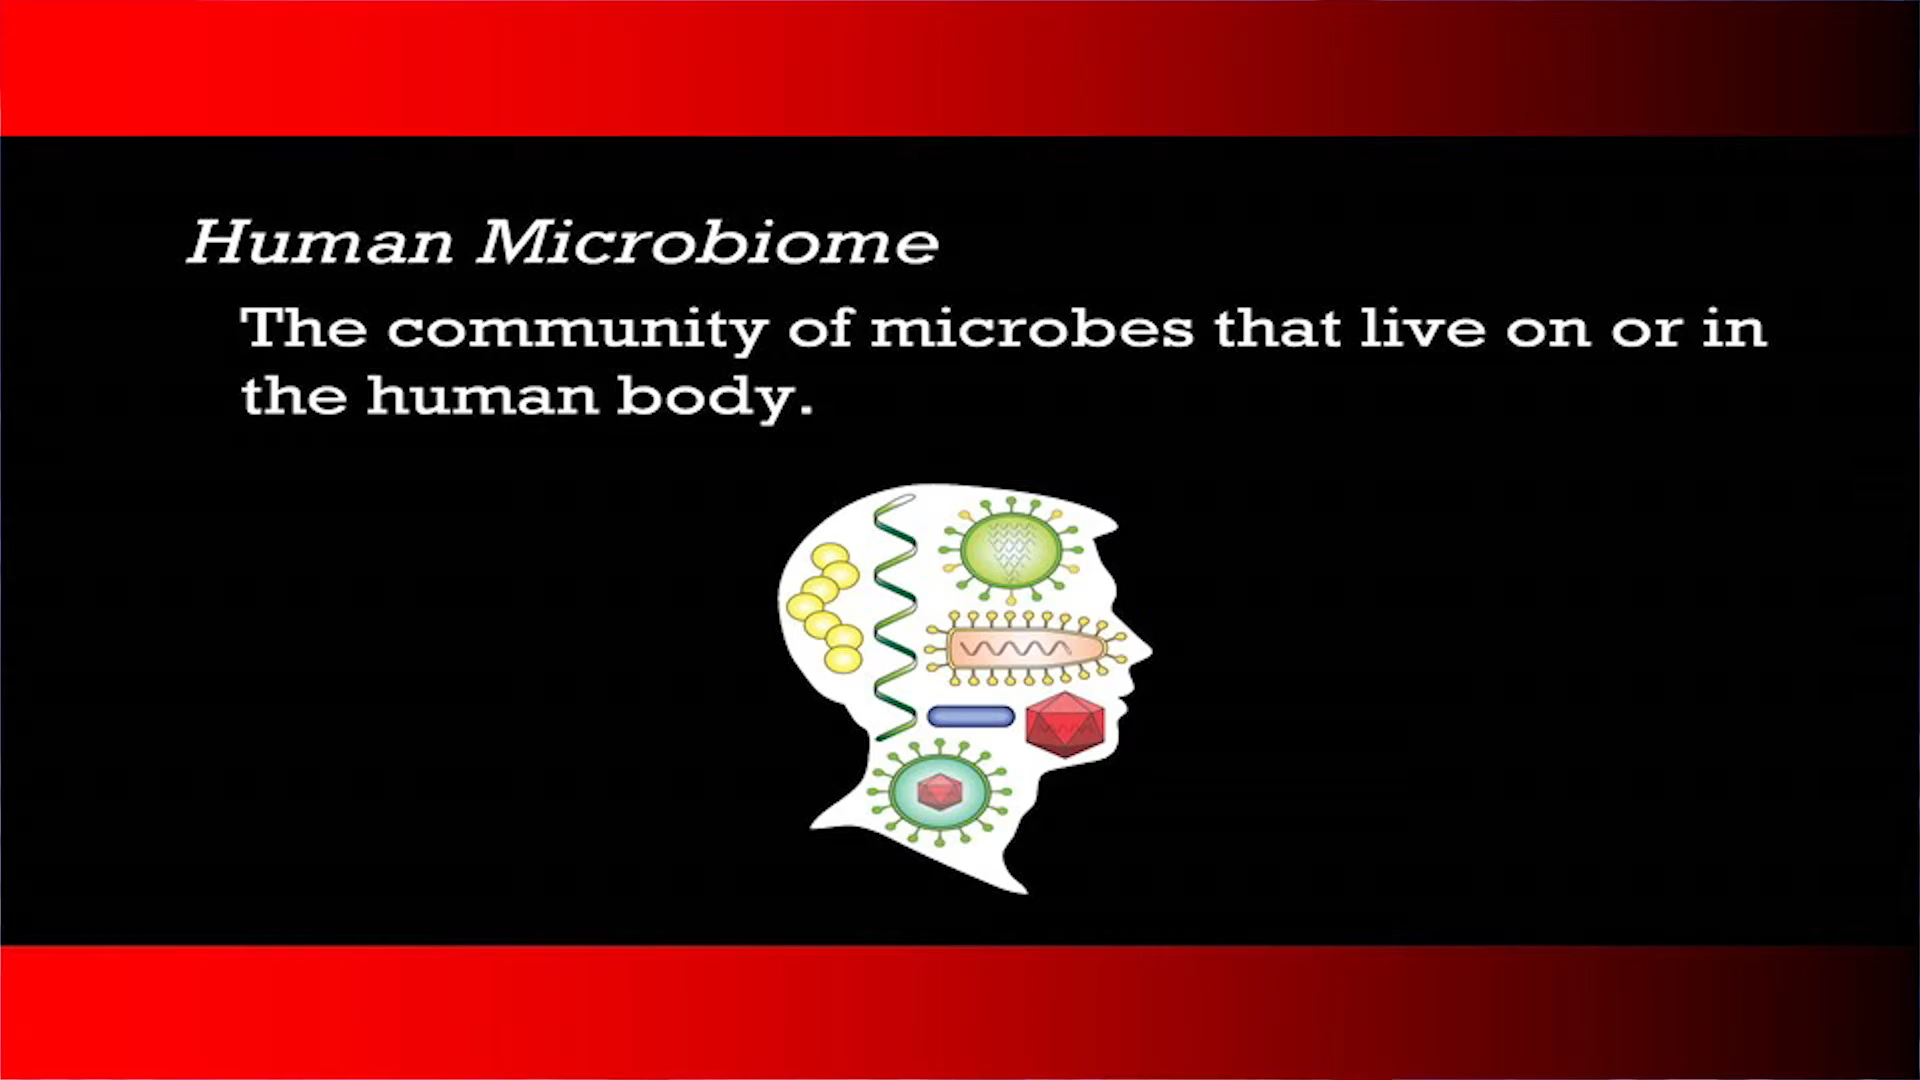 Human Microbiome
The community of microbes that live on or in
the human body.